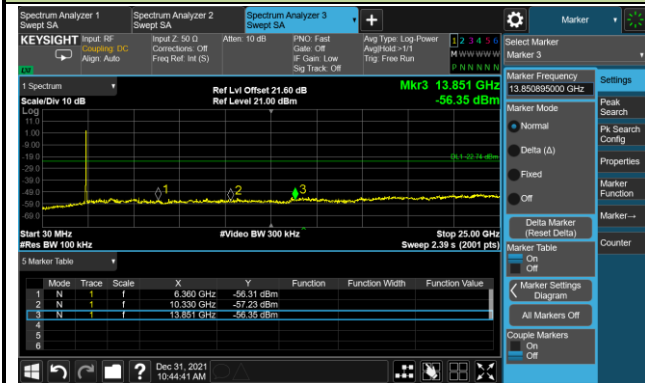 Spectrum Analyzer 1
Swept SA
Spectrum Analyzer 2
Swept SA
Spectrum Analyzer 3
Swept SA
Marker
KEYSIGHT
Input: RF
Coupling: DC
Align: Auto
Input Z: 50 Ω
Corrections: Off
Freq Ref: Int (S)
Atten: 10 dB
PNO: Fast
Gate: Off
IF Gain: Low
Sig Track: Off
Avg Type: Log-Power
Avg|Hold:>1/1
Trig: Free Run
1 2 3 4 5 6
M W W W W W
P N N N N N
Select Marker
Marker 3
1 Spectrum
Scale/Div 10 dB
Ref Lvl Offset 21.60 dB
Ref Level 21.00 dBm
Mkr3 13.851 GHz
-56.35 dBm
Log
11.0
1.00
-9.00
-19.0
-29.0
-39.0
-49.0
-59.0
-69.0
DL1 -22.74 dBm
1
2
3
Start 30 MHz
#Res BW 100 kHz
#Video BW 300 kHz
Stop 25.00 GHz
Sweep 2.39 s (2001 pts)
Marker Frequency
13.850895000 GHz
Marker Mode
Normal
Delta (Δ)
Fixed
Off
Delta Marker
(Reset Delta)
Marker Table
On
Off
Marker Settings
Diagram
All Markers Off
Couple Markers
On
Off
Settings
Peak
Search
Pk Search
Config
Properties
Marker
Function
Marker→
Counter
5 Marker Table
Mode Trace Scale X Y Function Function Width Function Value
1 N 1 f 6.360 GHz -56.31 dBm
2 N 1 f 10.330 GHz -57.23 dBm
3 N 1 f 13.851 GHz -56.35 dBm
4
5
6
Dec 31, 2021
10:44:41 AM